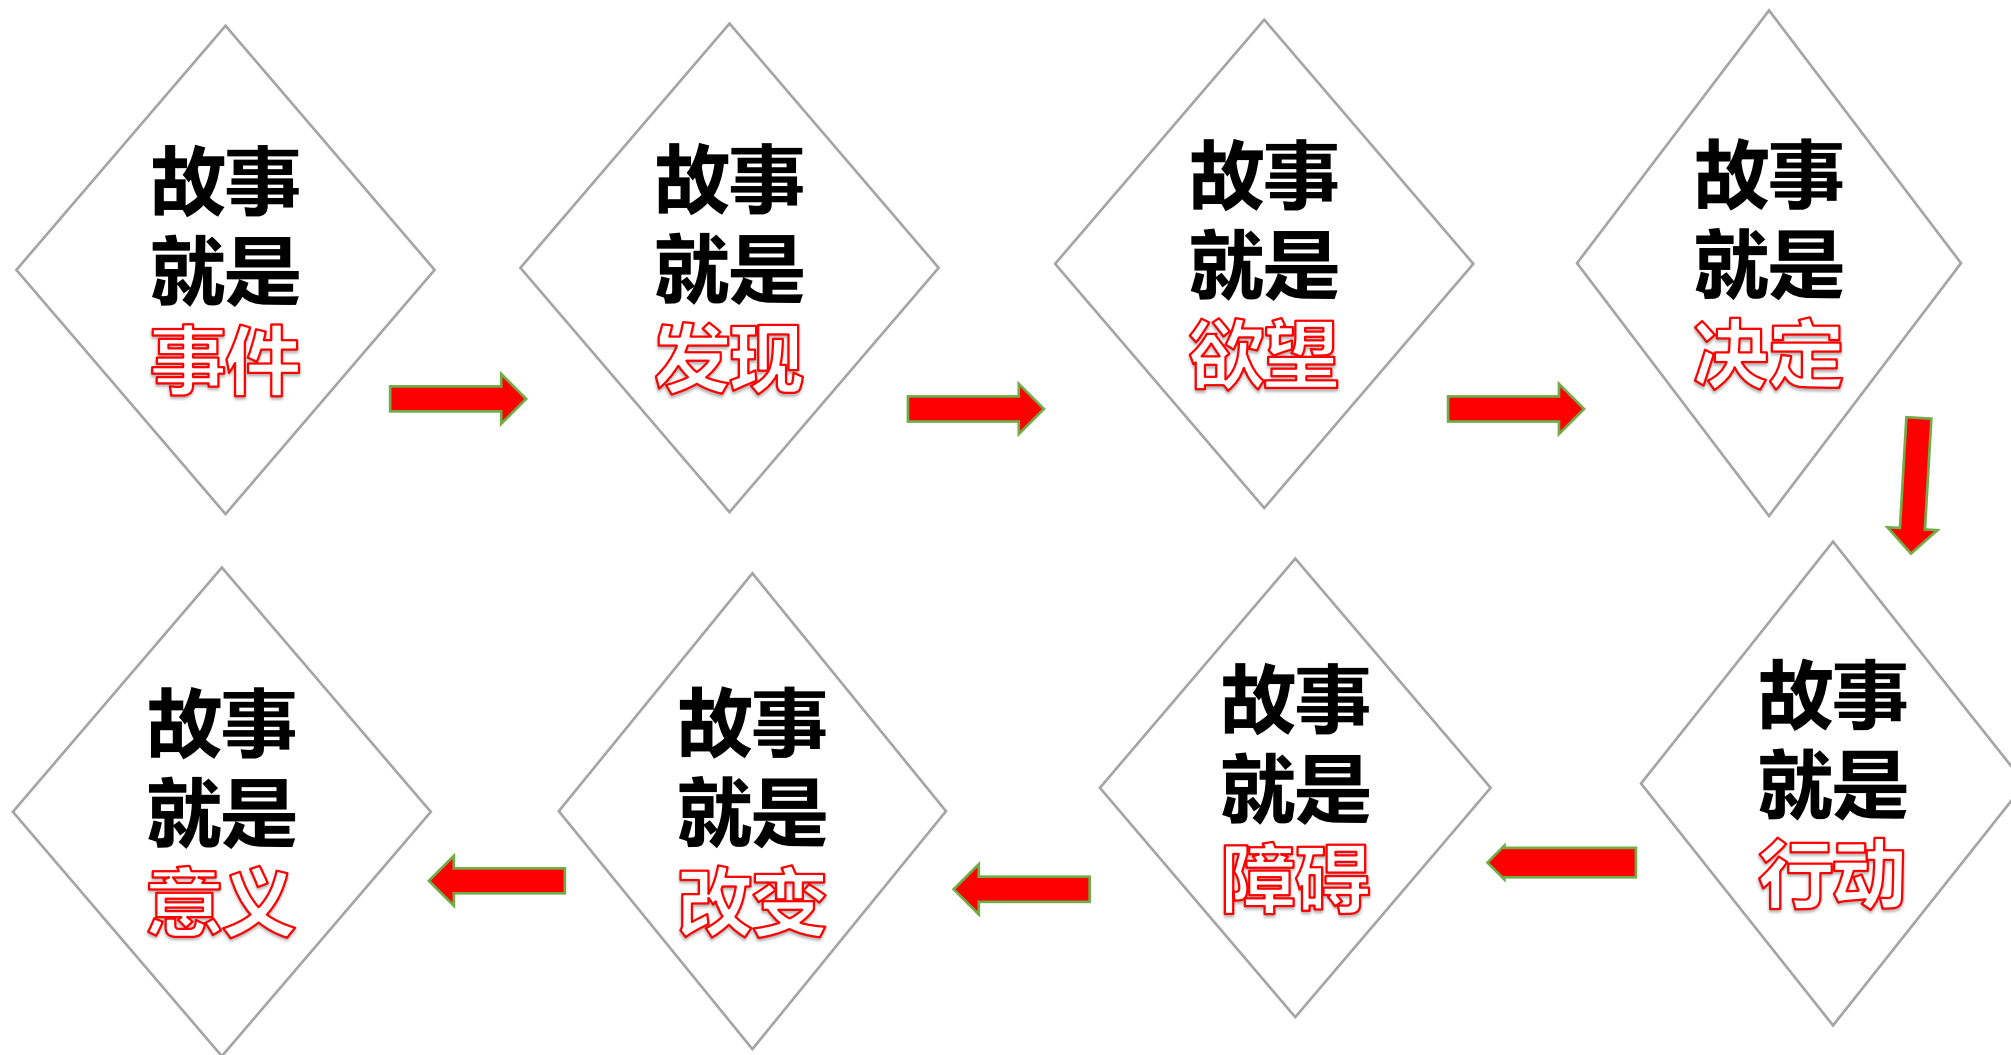 故事
就是
事件
故事
就是
发现
故事
就是
欲望
故事
就是
决定
故事
就是
行动
故事
就是
障碍
故事
就是
改变
故事
就是
意义